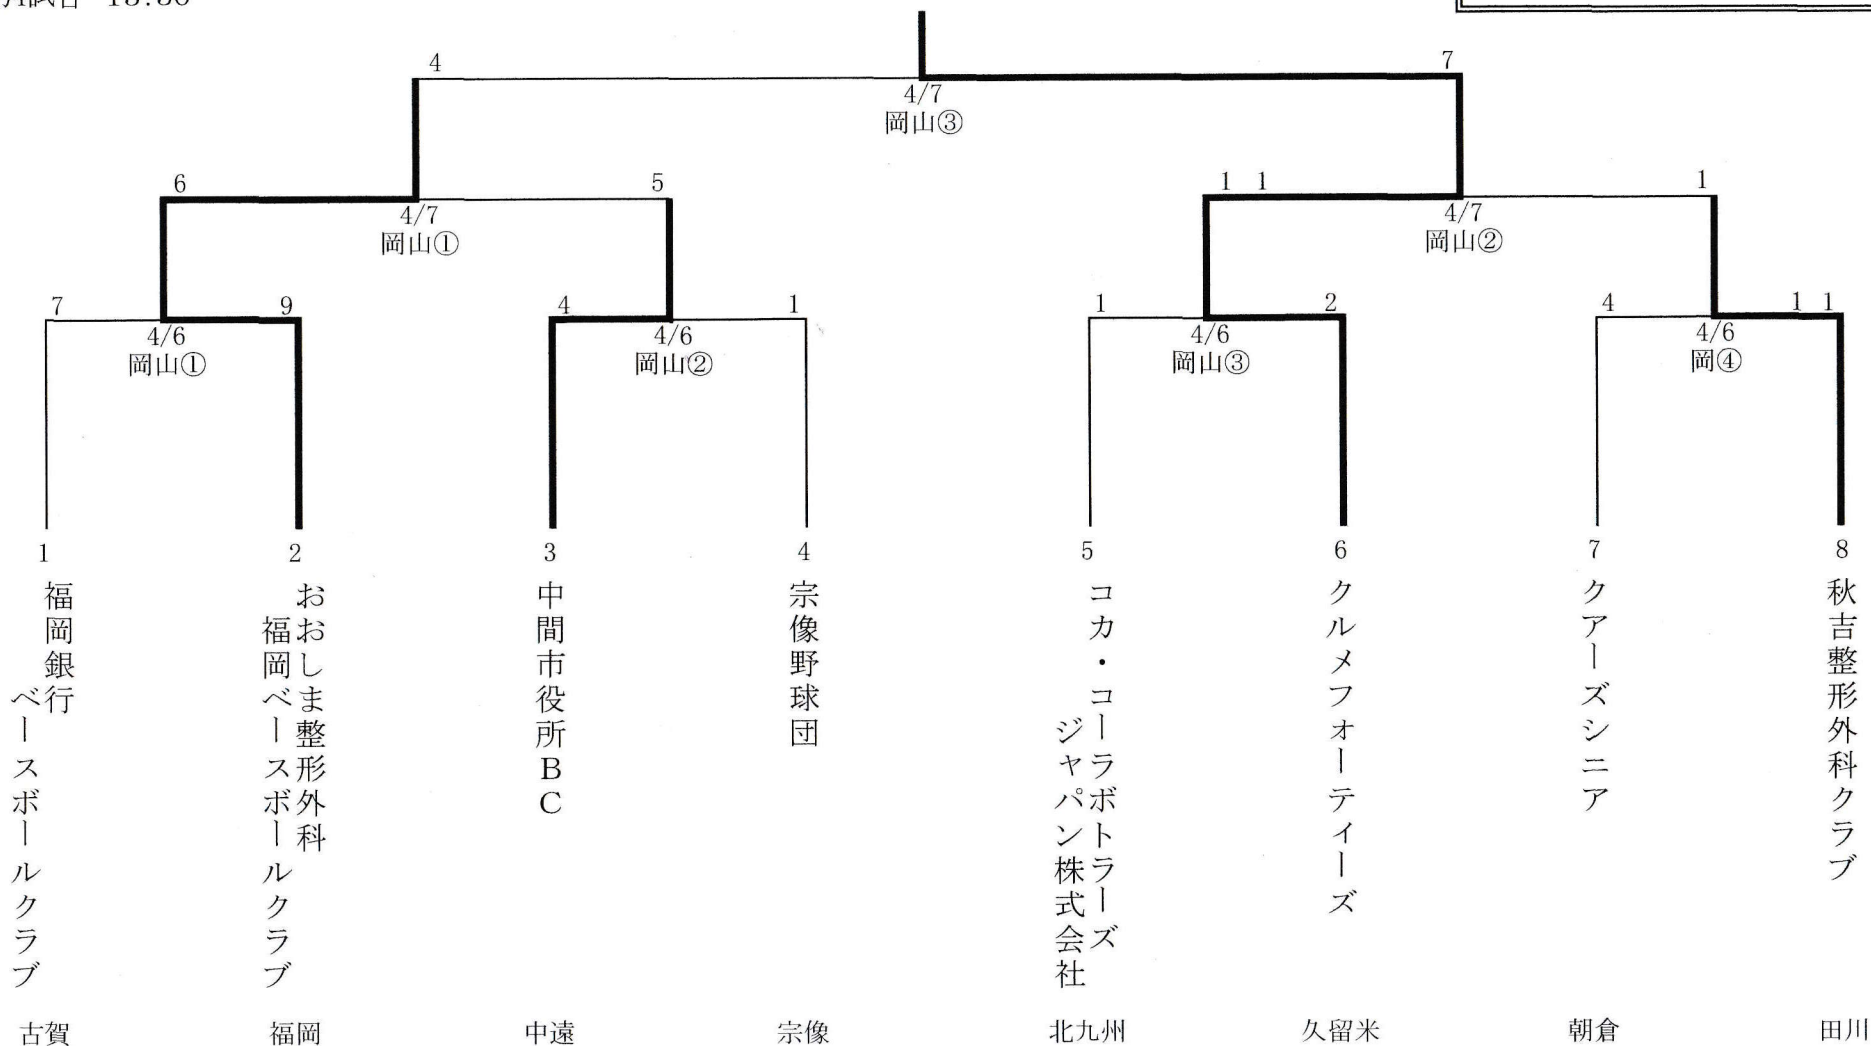 15:30
4
7
4/7
岡山③
6
5
1 1
1
4/7
岡山①
4/7
岡山②
7
9
4
1
1
2
4
1 1
4/6
岡山①
4/6
岡山②
4/6
岡山③
4/6
岡④
1
2
3
4
5
6
7
8
福岡銀行
ベースボールクラブ
おおしま整形外科
福岡ベースボールクラブ
中間市役所BC
宗像野球団
コカ・コーラボトラーズ
ジャパン株式会社
クルメフォーティーズ
クアーズシニア
秋吉整形外科クラブ
古賀
福岡
中遠
宗像
北九州
久留米
朝倉
田川